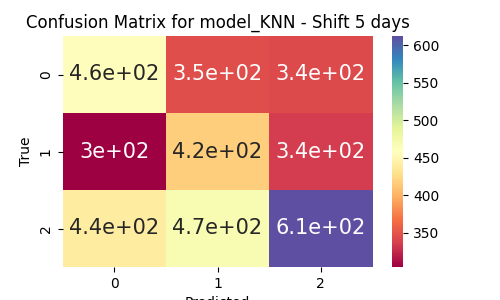 Confusion Matrix for model_KNN - Shift 5 days
True
0 4.6e+02 3.5e+02 3.4e+02
1 3e+02 4.2e+02 3.4e+02
2 4.4e+02 4.7e+02 6.1e+02
0 1 2
Predicted
600
550
500
450
400
350